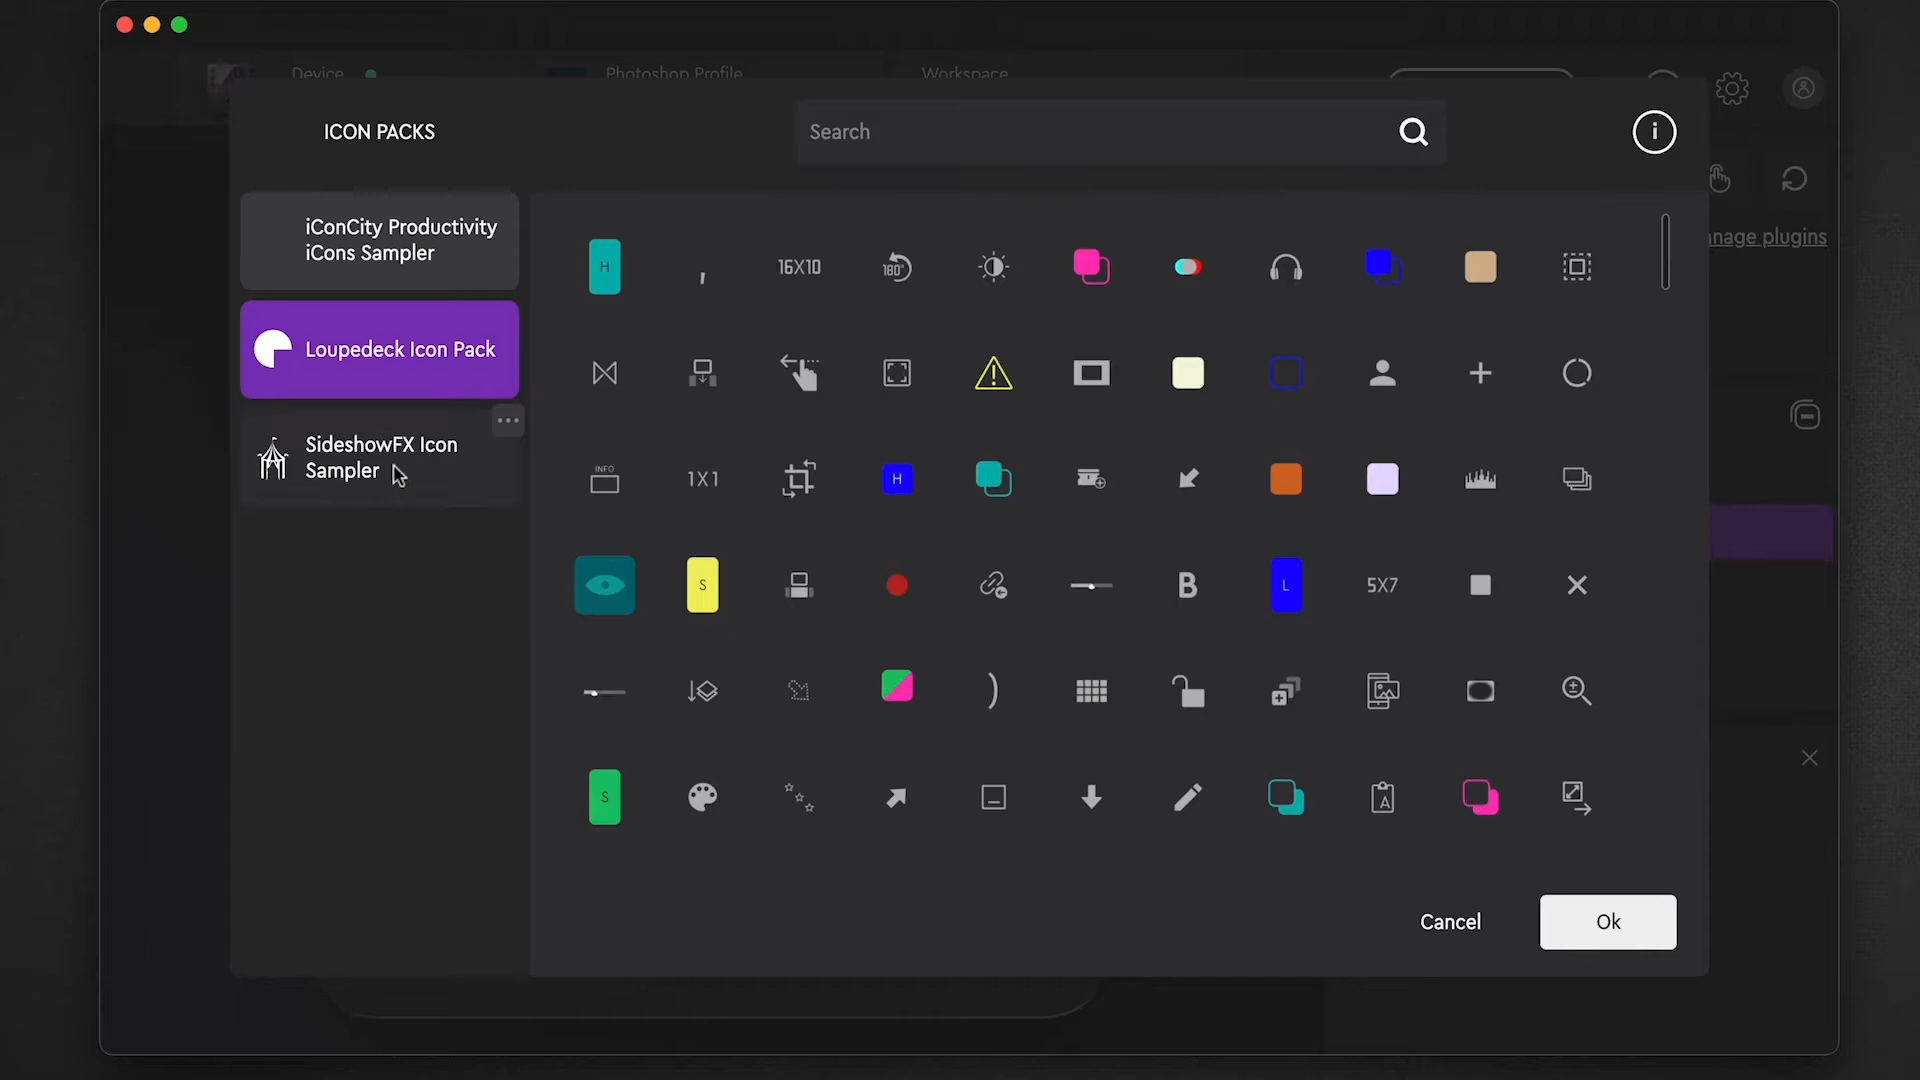 Device
Photoshop Profile
Workspace
ICON PACKS
Search
i
nage plugins
iConCity Productivity
iCons Sampler
Loupedeck Icon Pack
SideshowFX Icon
Sampler
H
,
16X10
180°
INFO
1X1
H
S
B
L
5X7
S
A
Cancel
Ok